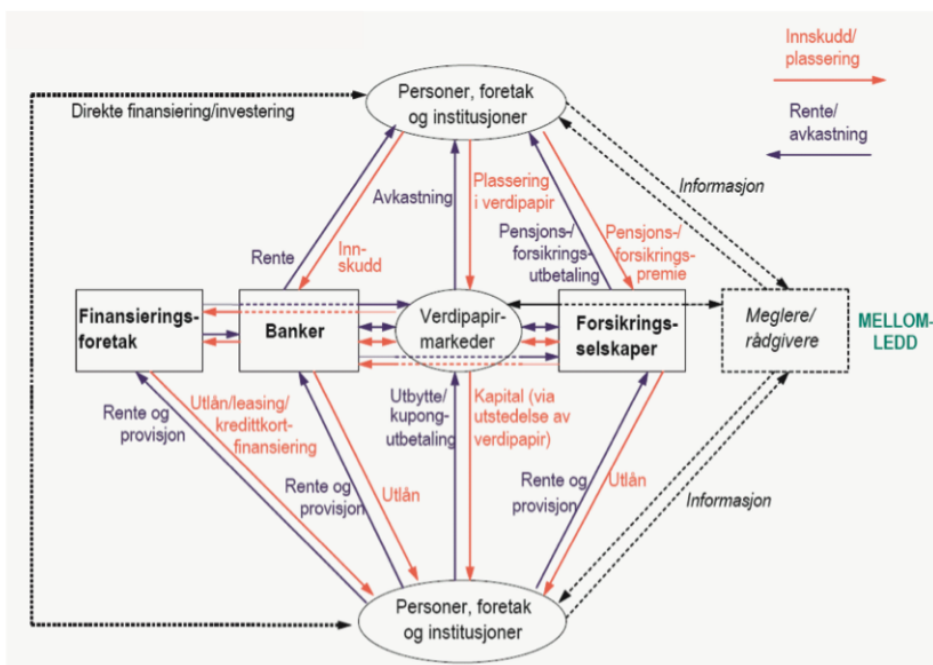 Innskudd/
plassering
Rente/
avkastning
Personer, foretak
og institusjoner
Direkte finansiering/investering
Informasjon
Avkastning
Plassering
i verdipapir
Rente
Inn-
skudd
Pensjons-/
forsikrings-
utbetaling
Pensjons-/
forsikrings-
premie
Finansierings-
foretak
Banker
Verdipapir-
markeder
Forsikrings-
selskaper
Meglere/
rådgivere
MELLOM-
LEDD
Rente og
provisjon
Utlån/leasing/
kredittkort-
finansiering
Rente og
provisjon
Utlån
Utbytte/
kupong-
utbetaling
Kapital (via
utstedelse av
verdipapir)
Rente og
provisjon
Utlån
Informasjon
Personer, foretak
og institusjoner